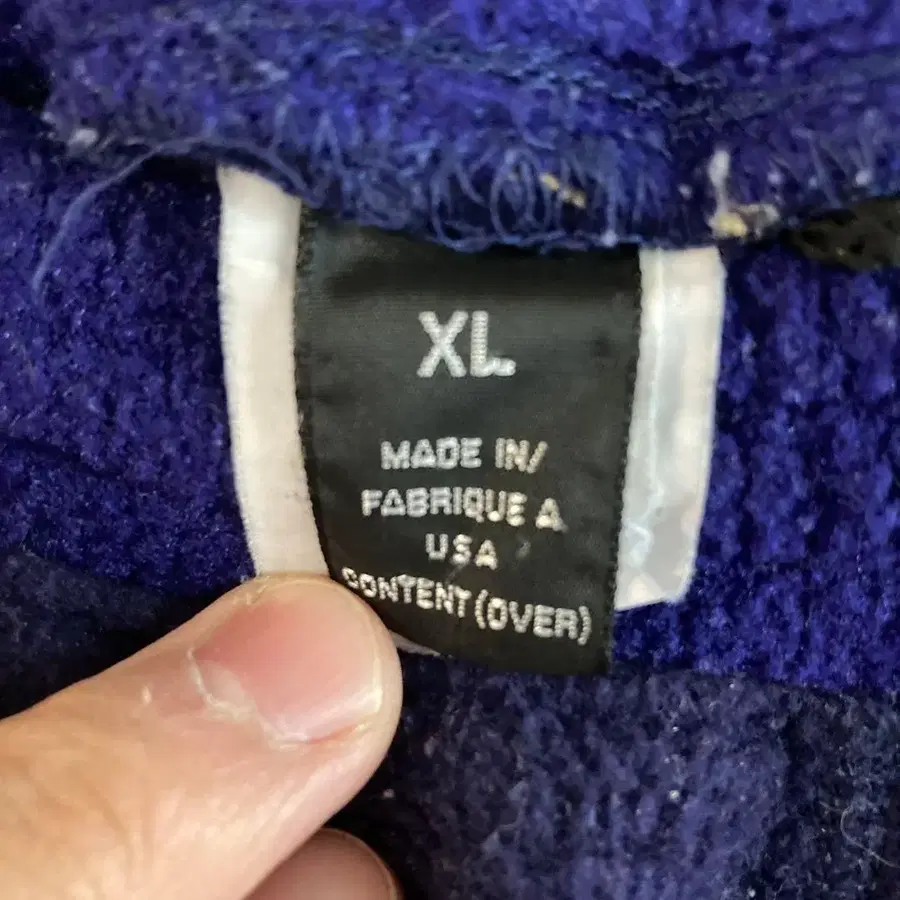 XL
MADE IN/
FABRIQUE A
USA
CONTENT (OVER)